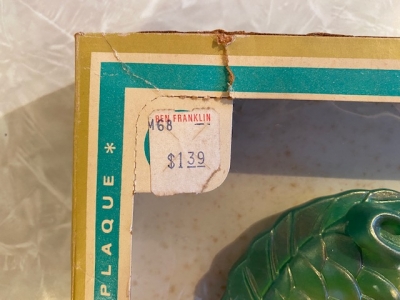 BEN FRANKLIN
M68
$1.39
PLAQUE *